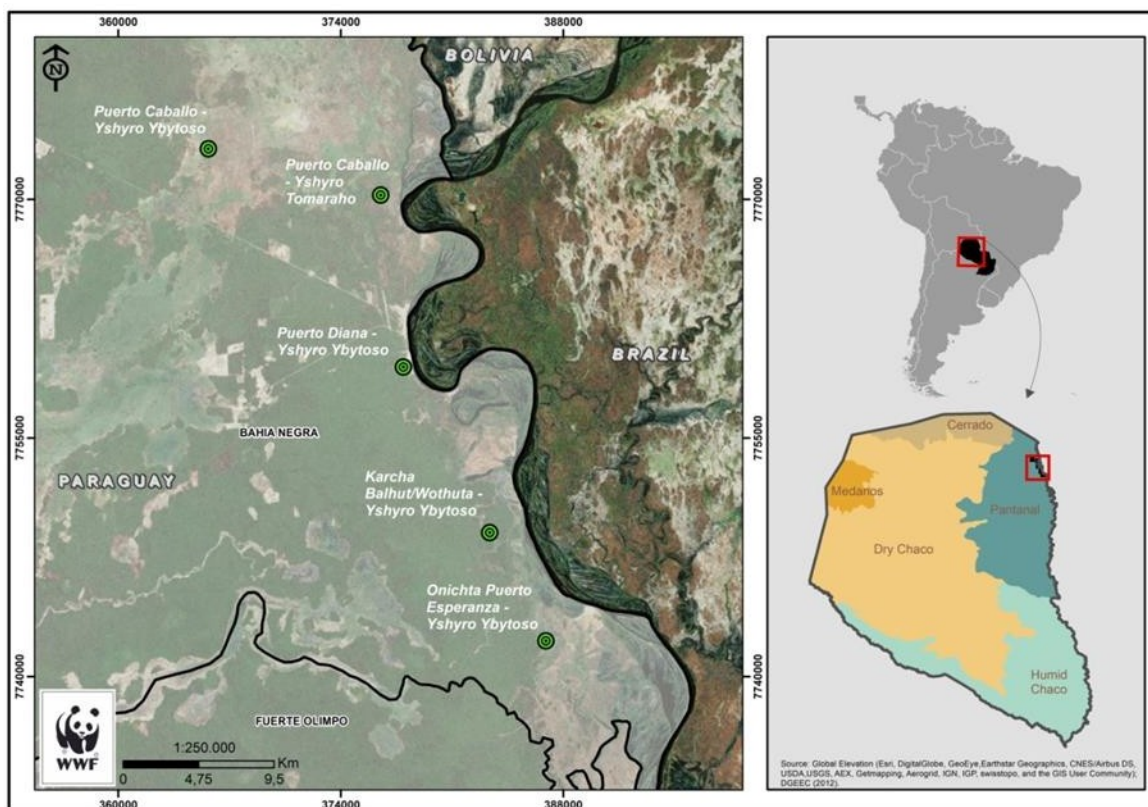 360000
374000
388000
BOLIVIA
N
Puerto Caballo -
Yshyro Ybytoso
Puerto Caballo
- Yshyro
Tomaraho
7770000
7770000
Puerto Diana -
Yshyro Ybytoso
BRAZIL
BAHIA NEGRA
7755000
7755000
PARAGUAY
Karcha
Balhut/Wothuta -
Yshyro Ybytoso
Onichta Puerto
Esperanza -
Yshyro Ybytoso
7740000
7740000
FUERTE OLIMPO
WWF
1:250.000
Km
0
4,75
9,5
360000
374000
388000
Cerrado
Medanos
Pantanal
Dry Chaco
Humid
Chaco
Source: Global Elevation (Esri, DigitalGlobe, GeoEye,Earthstar Geographics, CNES/Airbus DS,
USDA,USGS, AEX, Getmapping, Aerogrid, IGN, IGP, swisstopo, and the GIS User Community);
DGEEC (2012).